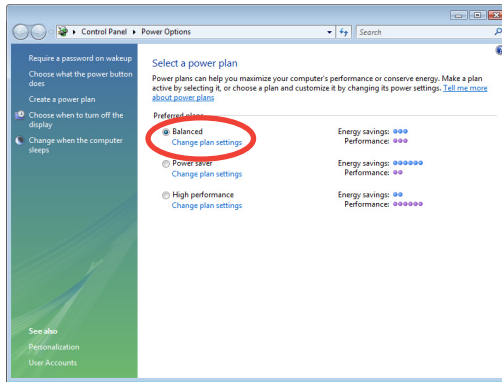 Control Panel ▸ Power Options
Search
Require a password on wakeup
Choose what the power button
does
Create a power plan
Choose when to turn off the
display
Change when the computer
sleeps
See also
Personalization
User Accounts
Select a power plan
Power plans can help you maximize your computer's performance or conserve energy. Make a plan
active by selecting it, or choose a plan and customize it by changing its power settings. Tell me more
about power plans
Preferred plans
Balanced
Energy savings:
Change plan settings
Performance:
Power saver
Energy savings:
Change plan settings
Performance:
High performance
Energy savings:
Change plan settings
Performance: